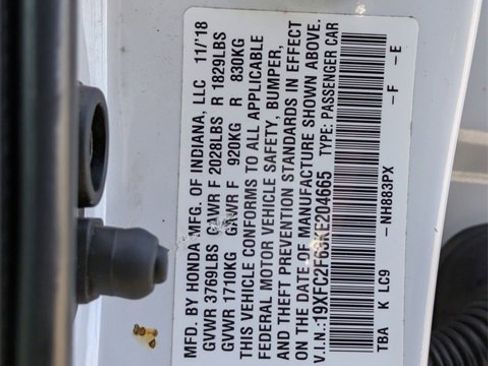 MFD. BY HONDA MFG. OF INDIANA, LLC 11/'18
GVWR 3769LBS GAWR F 2028LBS R 1829LBS
GVWR 1710KG GAWR F 920KG R 830KG
THIS VEHICLE CONFORMS TO ALL APPLICABLE
FEDERAL MOTOR VEHICLE SAFETY, BUMPER,
AND THEFT PREVENTION STANDARDS IN EFFECT
ON THE DATE OF MANUFACTURE SHOWN ABOVE.
V.I.N.:19XFC2F69KE204665 TYPE: PASSENGER CAR
TBA K LC9 -NH883PX -F -E